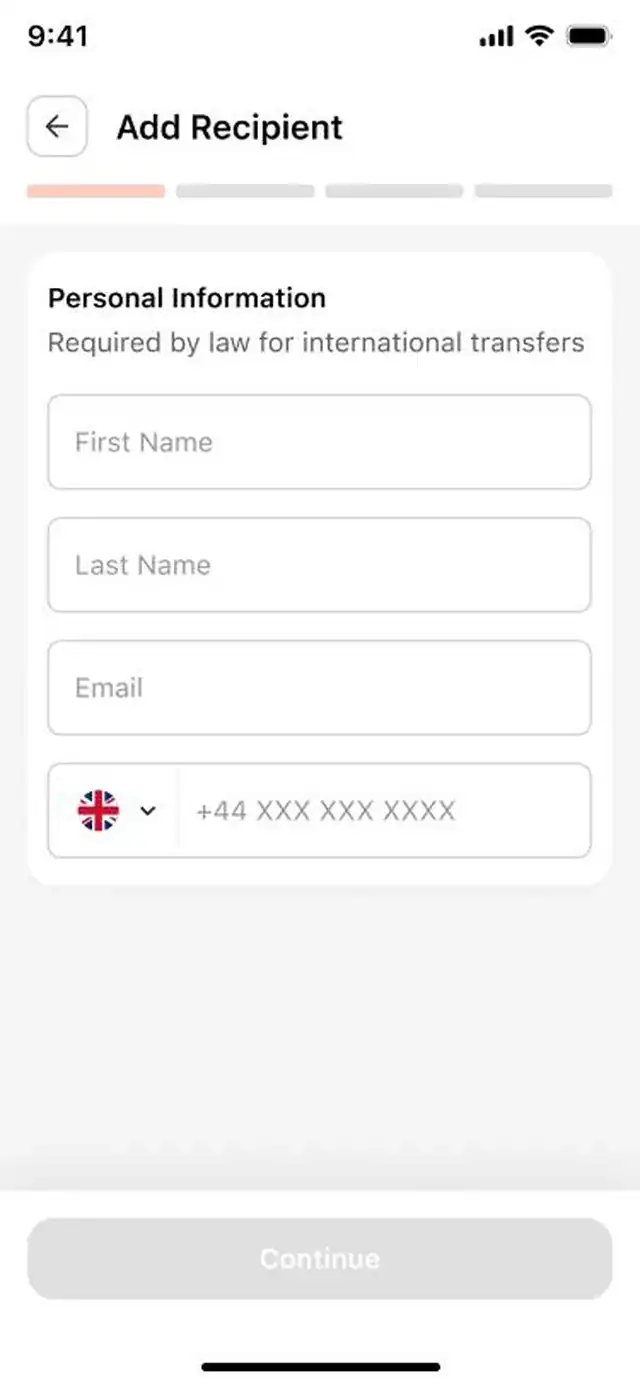 9:41
Add Recipient
Personal Information
Required by law for international transfers
First Name
Last Name
Email
+44 XXX XXX XXXX
Continue